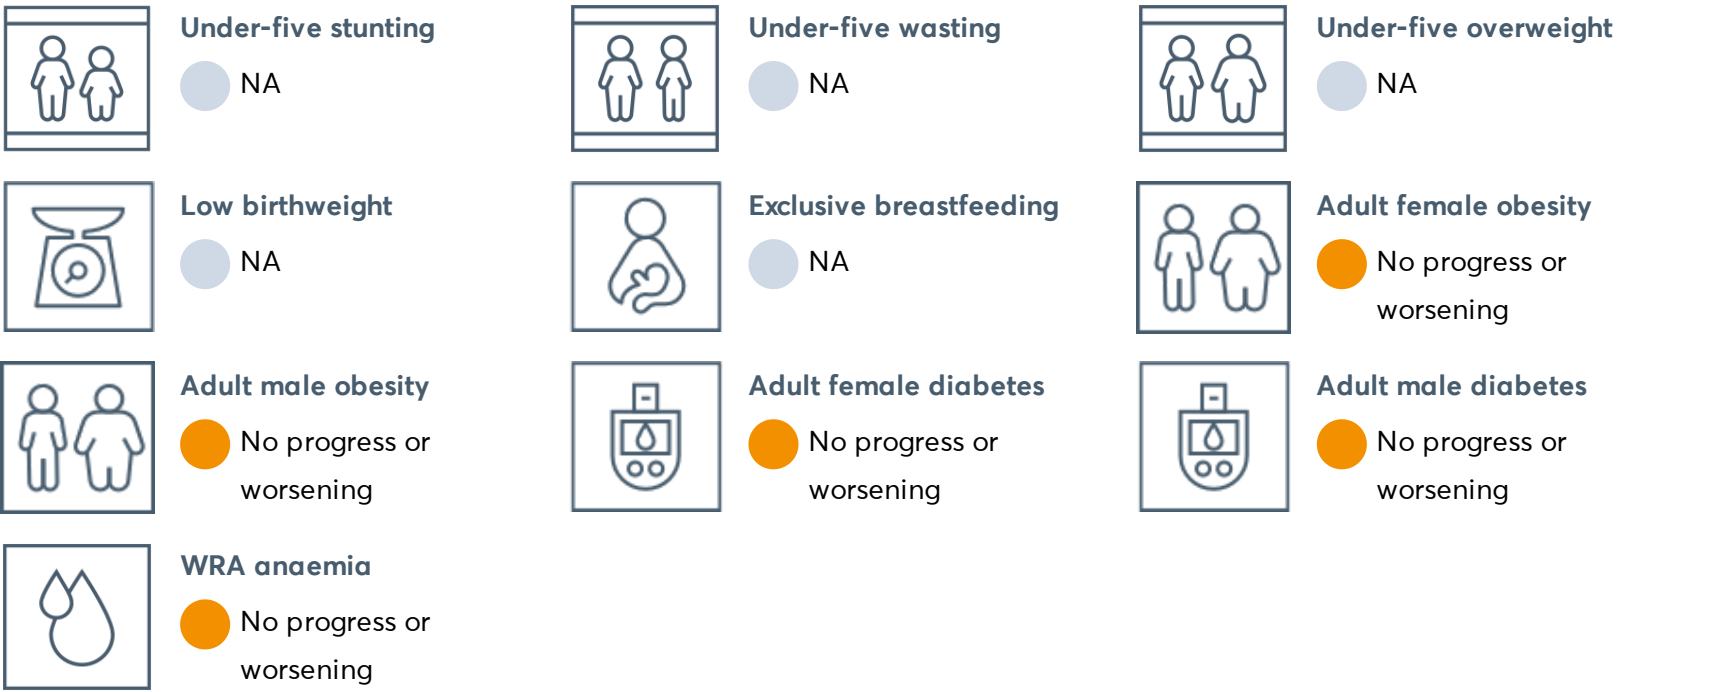 Under-five stunting
NA
Under-five wasting
NA
Under-five overweight
NA
Low birthweight
NA
Exclusive breastfeeding
NA
Adult female obesity
No progress or
worsening
Adult male obesity
No progress or
worsening
Adult female diabetes
No progress or
worsening
Adult male diabetes
No progress or
worsening
WRA anaemia
No progress or
worsening